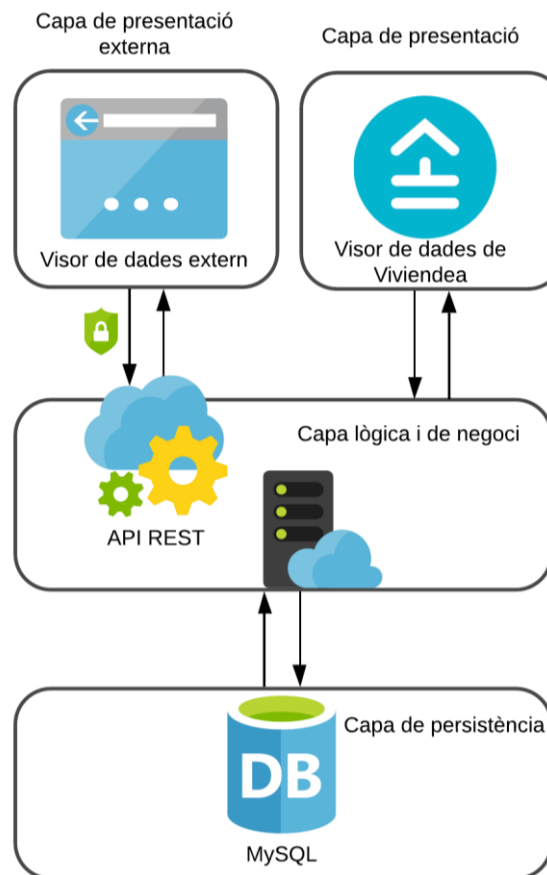 Capa de presentació
externa
Capa de presentació
Visor de dades extern
Visor de dades de
Viviendea
Capa lògica i de negoci
API REST
Capa de persistència
DB
MySQL